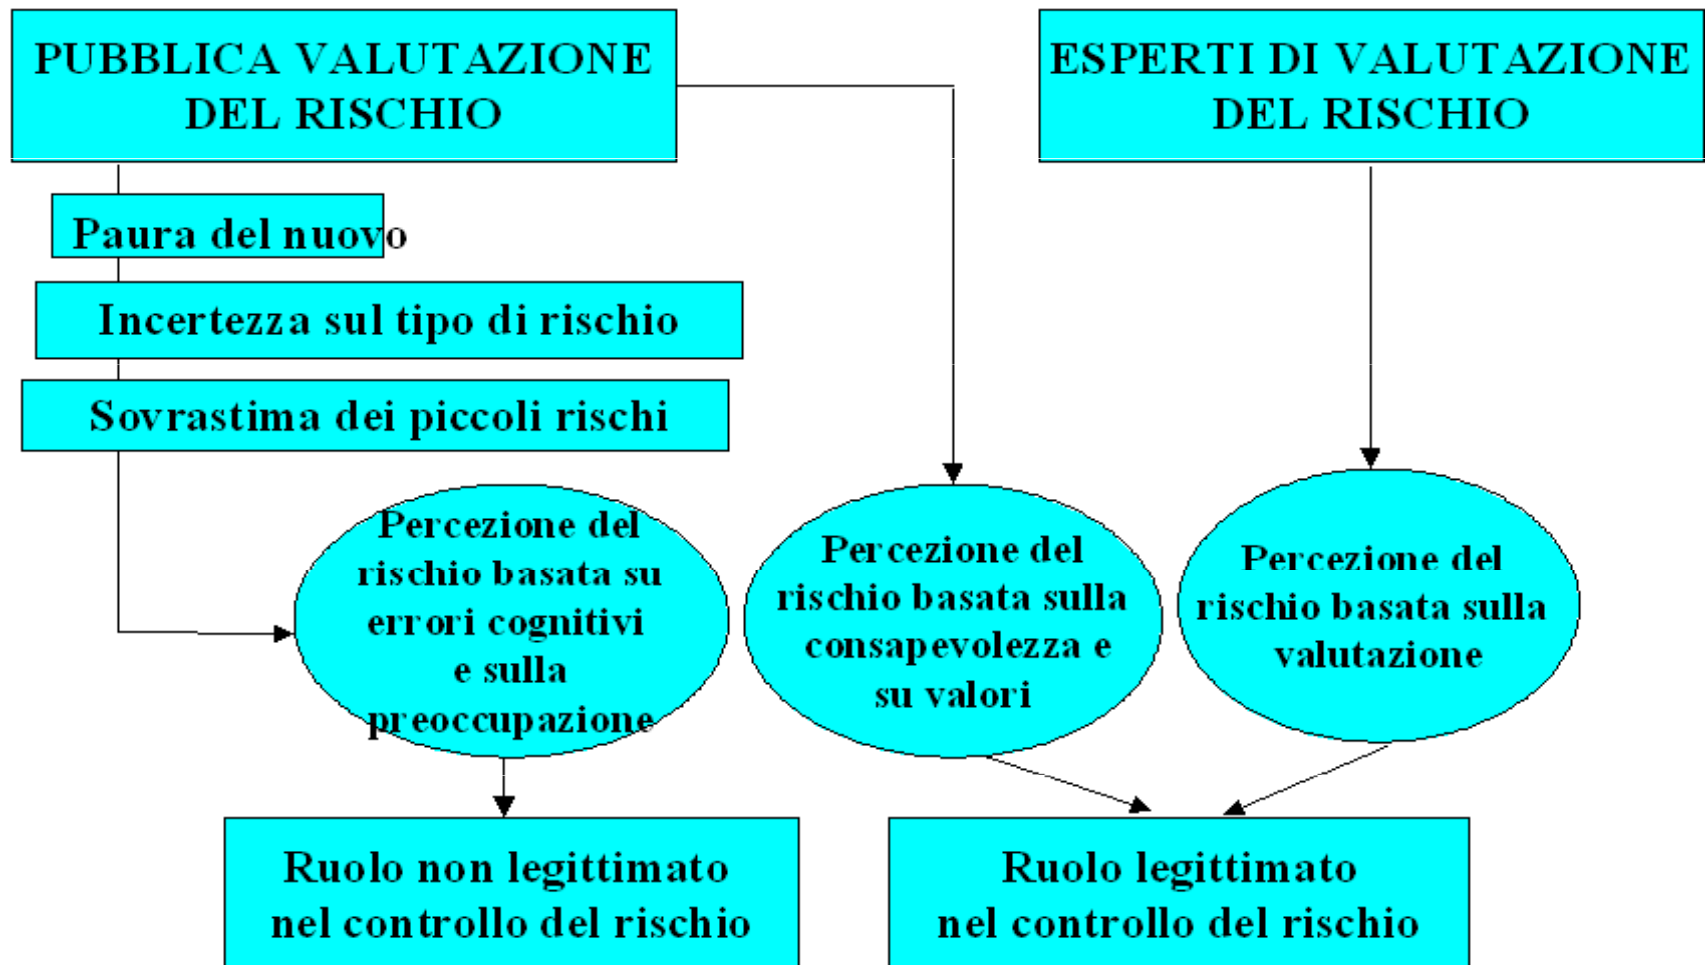 PUBBLICA VALUTAZIONE
DEL RISCHIO
ESPERTI DI VALUTAZIONE
DEL RISCHIO
Paura del nuovo
Incertezza sul tipo di rischio
Sovrastima dei piccoli rischi
Percezione del
rischio basata su
errori cognitivi
e sulla
preoccupazione
Percezione del
rischio basata sulla
consapevolezza e
su valori
Percezione del
rischio basata sulla
valutazione
Ruolo non legittimato
nel controllo del rischio
Ruolo legittimato
nel controllo del rischio